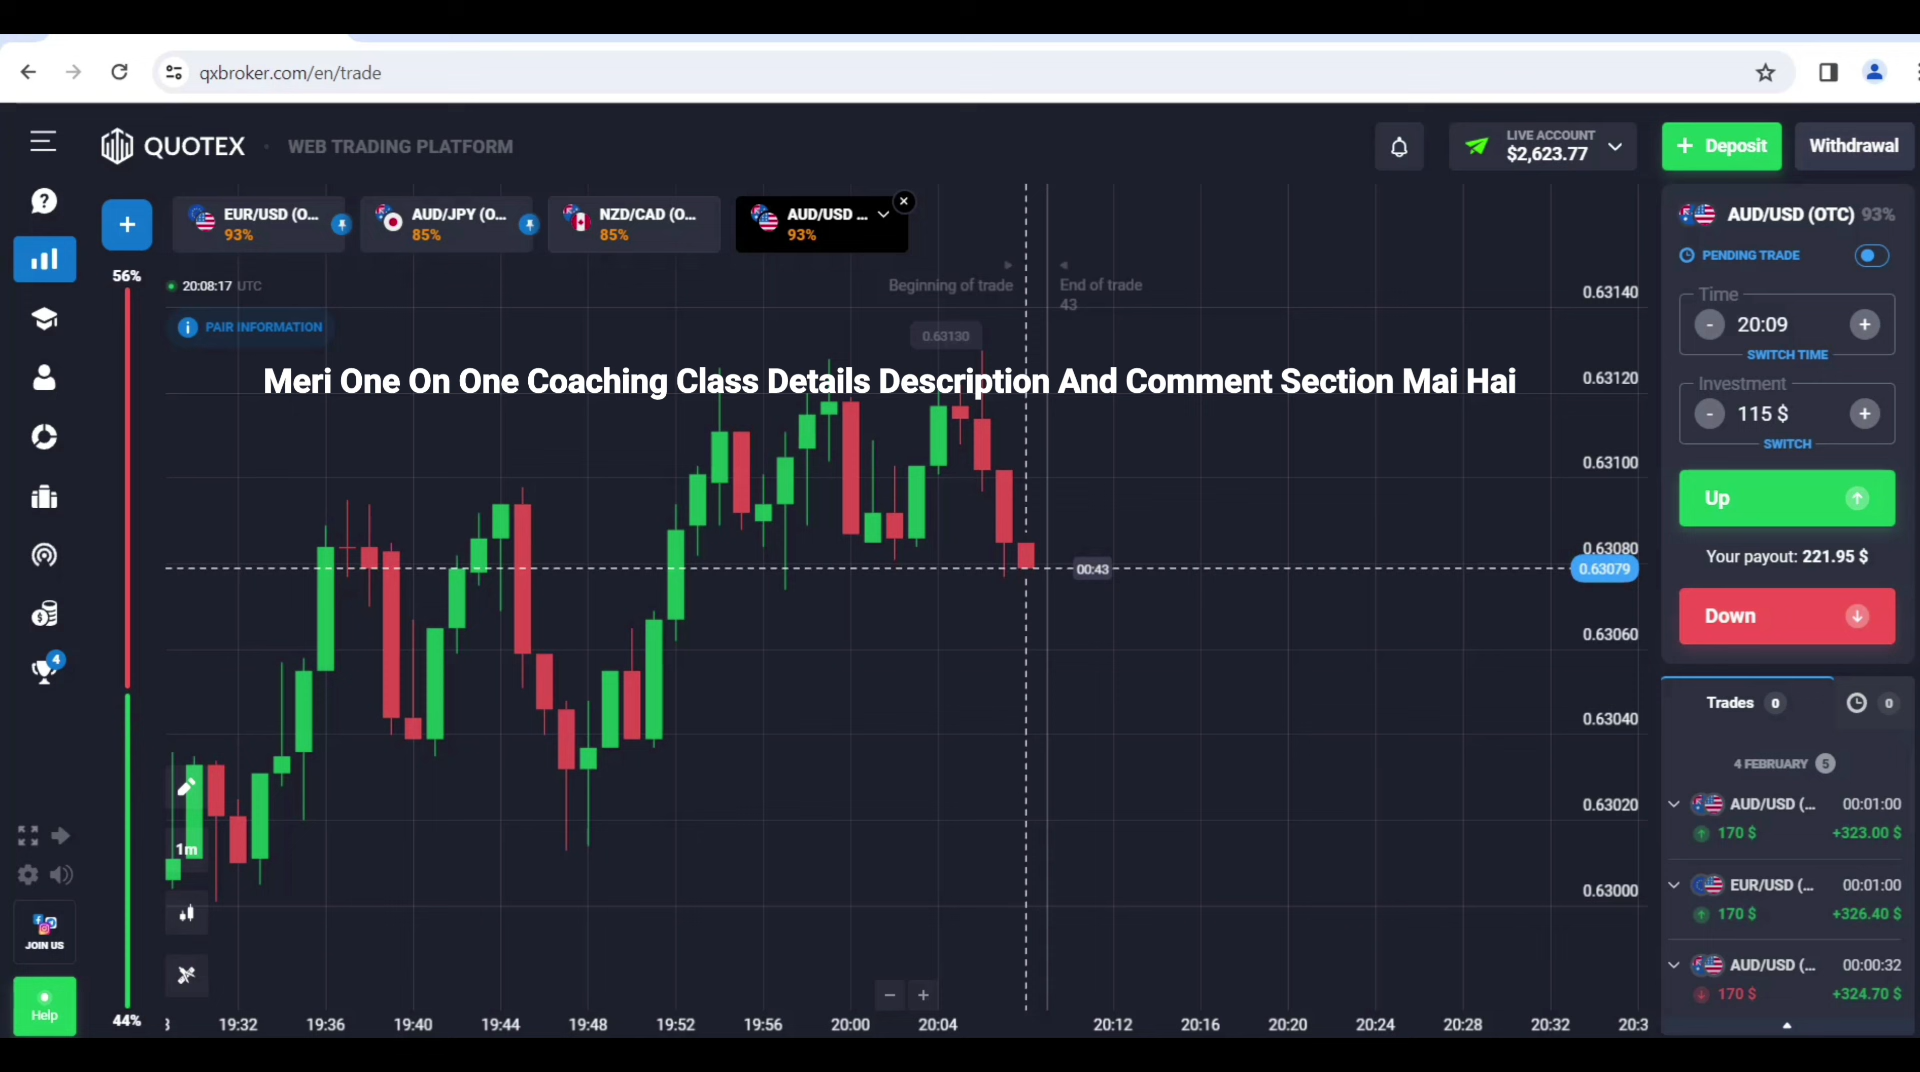 qxbroker.com/en/trade
QUOTEX
WEB TRADING PLATFORM
LIVE ACCOUNT
$2,623.77
+ Deposit
Withdrawal
EUR/USD (O...
93%
AUD/JPY (O...
85%
NZD/CAD (O...
85%
AUD/USD ...
93%
56%
20:08:17 UTC
PAIR INFORMATION
Beginning of trade
End of trade
43
0.63130
Meri One On One Coaching Class Details Description And Comment Section Mai Hai
0.63140
0.63120
0.63100
0.63080
0.63079
0.63060
0.63040
0.63020
0.63000
00:43
1m
4
JOIN US
Help
44%
19:32
19:36
19:40
19:44
19:48
19:52
19:56
20:00
20:04
20:12
20:16
20:20
20:24
20:28
20:32
20:3
AUD/USD (OTC) 93%
PENDING TRADE
Time
- 20:09 +
SWITCH TIME
Investment
- 115 $ +
SWITCH
Up
Your payout: 221.95 $
Down
Trades 0
0
4 FEBRUARY 5
AUD/USD (... 00:01:00
170 $ +323.00 $
EUR/USD (... 00:01:00
170 $ +326.40 $
AUD/USD (... 00:00:32
170 $ +324.70 $